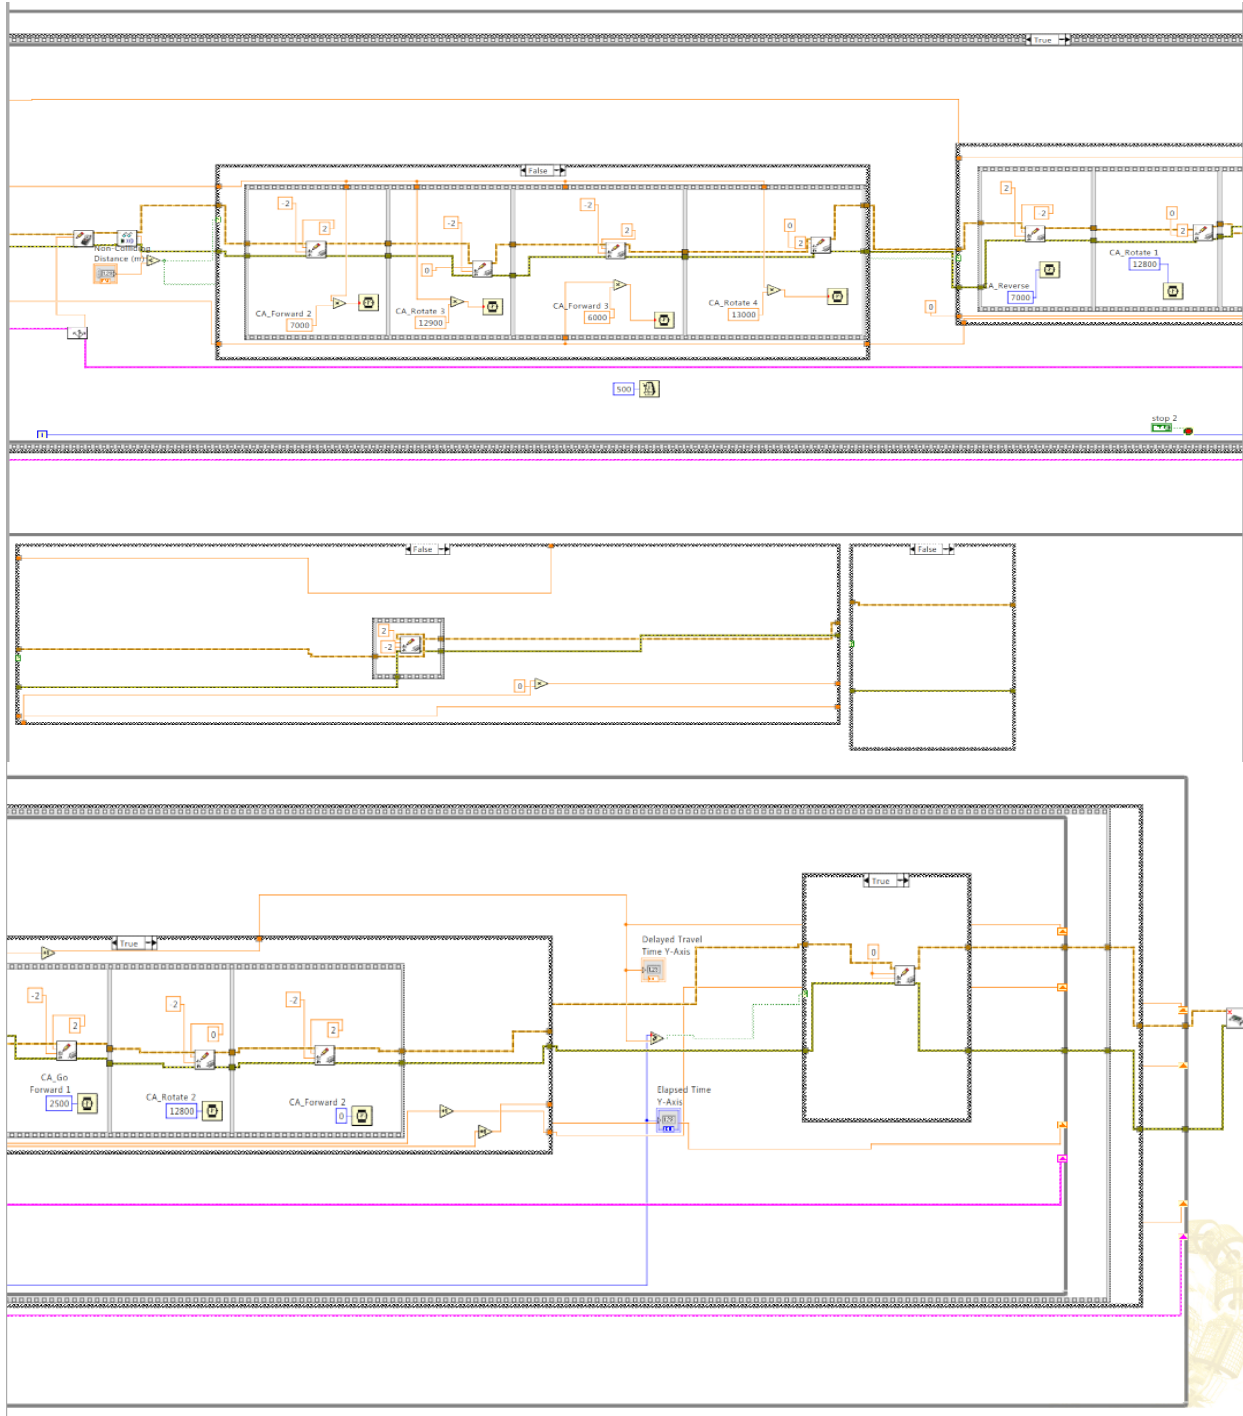 True
False
-2
2
-2
0
-2
2
0
2
2
-2
0
2
Non-Colliding
Distance (m)
CA_Forward 2
7000
CA_Rotate 3
12900
CA_Forward 3
6000
CA_Rotate 4
13000
CA_Reverse
7000
CA_Rotate 1
12800
0
500
stop 2
i
False
2
-2
0
False
True
-2
2
-2
0
-2
2
CA_Go
Forward 1
2500
CA_Rotate 2
12800
CA_Forward 2
0
Delayed Travel
Time Y-Axis
Elapsed Time
Y-Axis
True
0